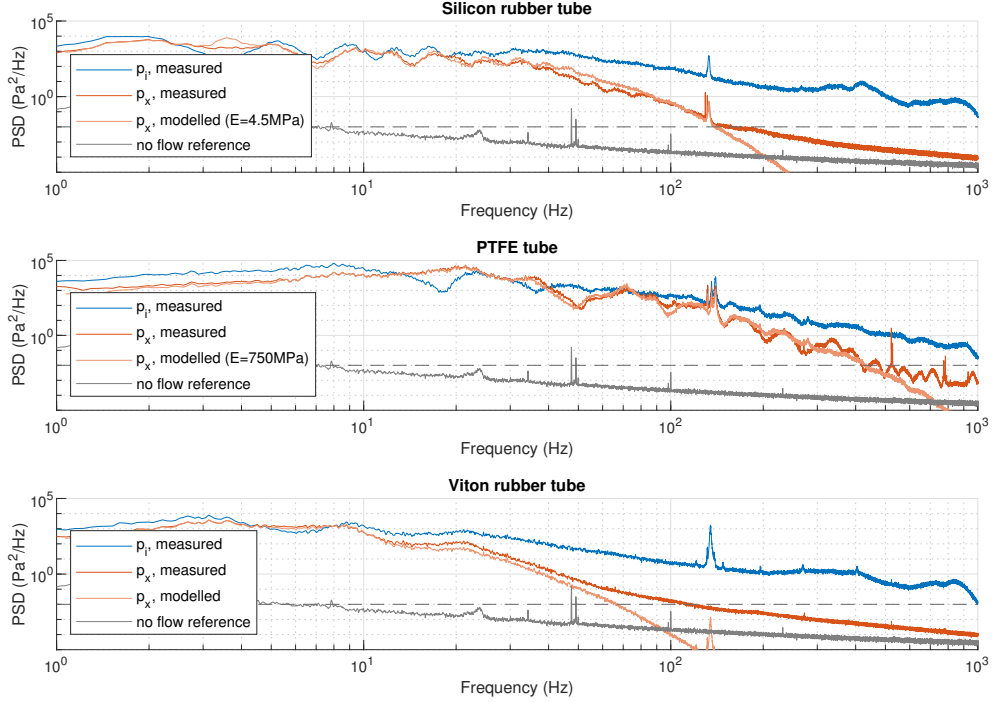 Silicon rubber tube
10^5
10^0
PSD (Pa^2/Hz)
p_i, measured
p_x, measured
p_x, modelled (E=4.5MPa)
no flow reference
10^0 10^1 10^2 10^3
Frequency (Hz)
PTFE tube
10^5
10^0
PSD (Pa^2/Hz)
p_i, measured
p_x, measured
p_x, modelled (E=750MPa)
no flow reference
10^0 10^1 10^2 10^3
Frequency (Hz)
Viton rubber tube
10^5
10^0
PSD (Pa^2/Hz)
p_i, measured
p_x, measured
p_x, modelled
no flow reference
10^0 10^1 10^2 10^3
Frequency (Hz)